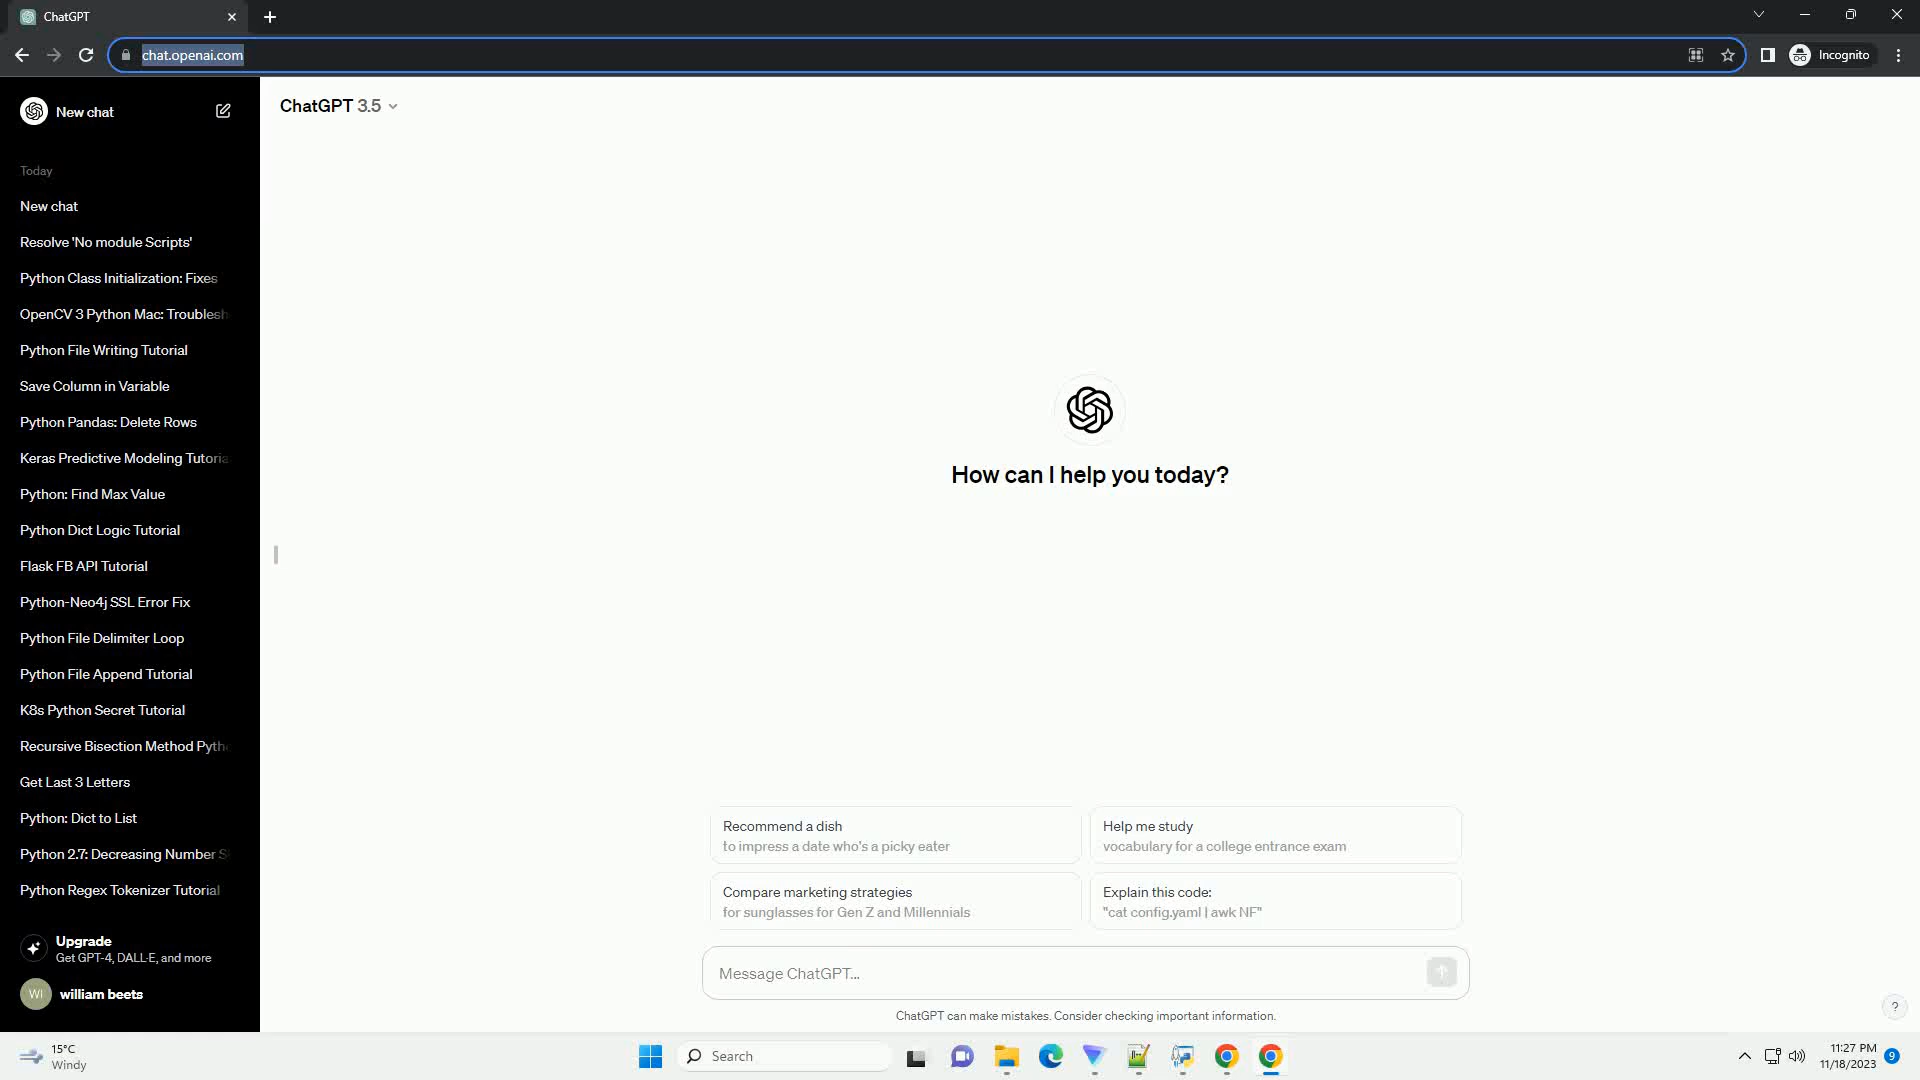 ChatGPT
chat.openai.com
Incognito
New chat
ChatGPT 3.5
Today
New chat
Resolve 'No module Scripts'
Python Class Initialization: Fixes
OpenCV 3 Python Mac: Troublesh
Python File Writing Tutorial
Save Column in Variable
Python Pandas: Delete Rows
Keras Predictive Modeling Tutoria
Python: Find Max Value
Python Dict Logic Tutorial
Flask FB API Tutorial
Python-Neo4j SSL Error Fix
Python File Delimiter Loop
Python File Append Tutorial
K8s Python Secret Tutorial
Recursive Bisection Method Pyth
Get Last 3 Letters
Python: Dict to List
Python 2.7: Decreasing Number S
Python Regex Tokenizer Tutorial
Upgrade
Get GPT-4, DALL·E, and more
WI
william beets
How can I help you today?
Recommend a dish
to impress a date who's a picky eater
Help me study
vocabulary for a college entrance exam
Compare marketing strategies
for sunglasses for Gen Z and Millennials
Explain this code:
"cat config.yaml | awk NF"
Message ChatGPT...
ChatGPT can make mistakes. Consider checking important information.
?
15°C
Windy
Search
11:27 PM
11/18/2023
9